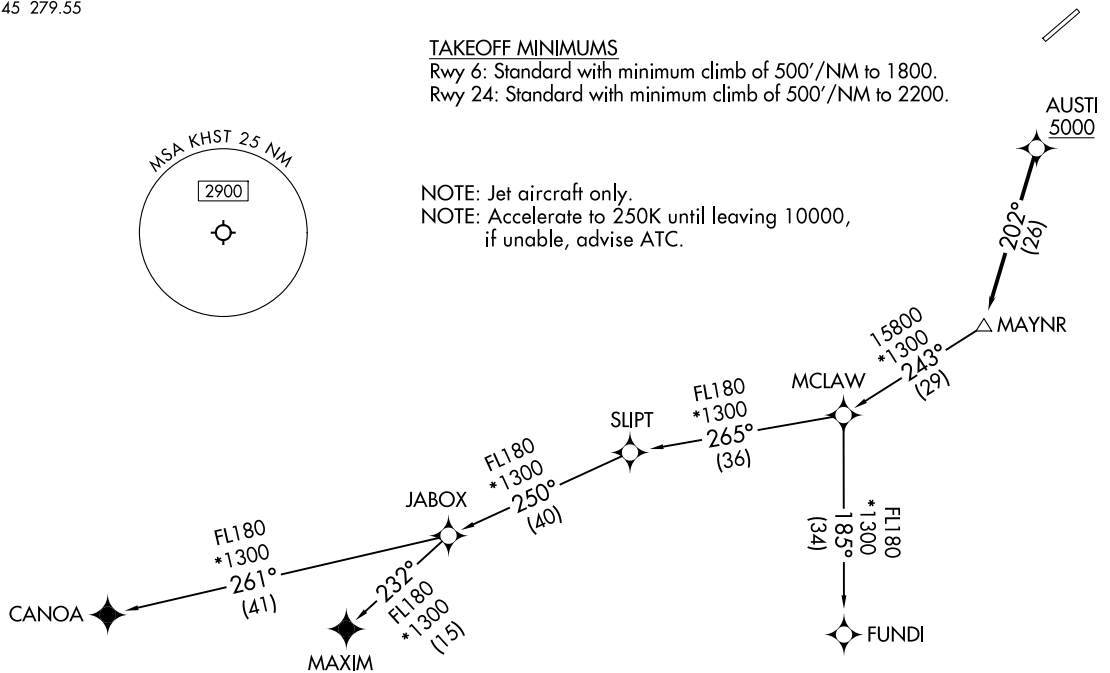 45 279.55
TAKEOFF MINIMUMS
Rwy 6: Standard with minimum climb of 500'/NM to 1800.
Rwy 24: Standard with minimum climb of 500'/NM to 2200.
AUSTI
5000
MSA KHST 25 NM
2900
NOTE: Jet aircraft only.
NOTE: Accelerate to 250K until leaving 10000,
if unable, advise ATC.
202°
(26)
MAYNR
15800
*1300
243°
(29)
MCLAW
FL180
*1300
265°
(36)
SLIPT
FL180
*1300
250°
(40)
JABOX
FL180
*1300
185°
(34)
FL180
*1300
261°
(41)
232°
FL180
*1300
(15)
CANOA
MAXIM
FUNDI